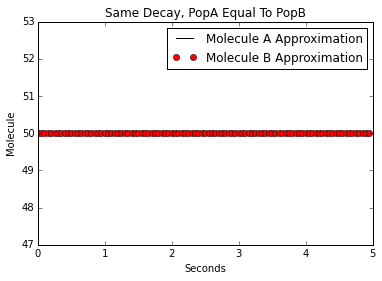 Same Decay, PopA Equal To PopB
Molecule A Approximation
Molecule B Approximation
Molecule
53
52
51
50
49
48
47
0 1 2 3 4 5
Seconds